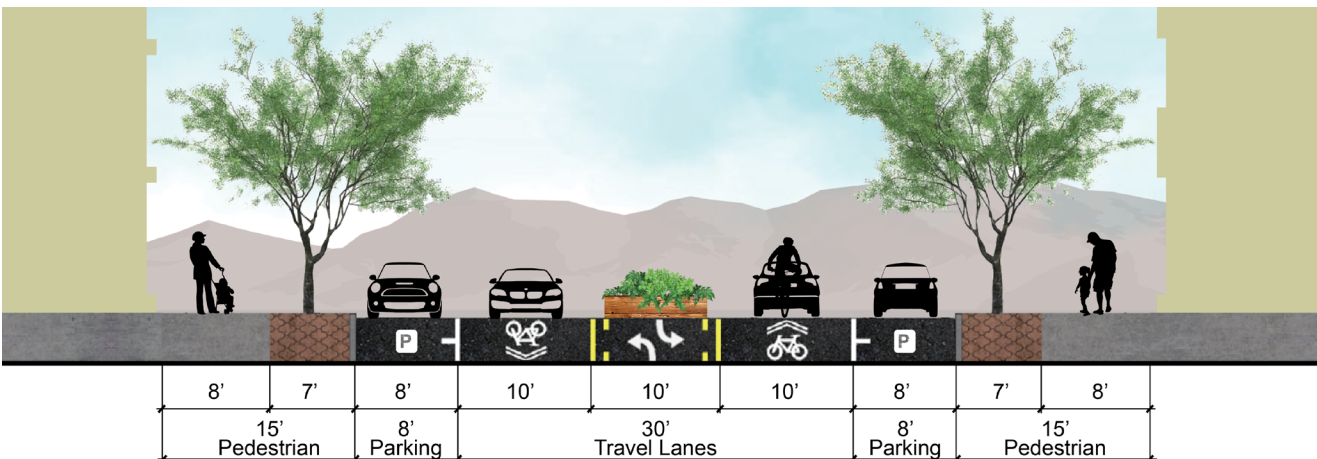 P
P
8’ 7’ 8’ 10’ 10’ 10’ 8’ 7’ 8’
15’ 8’ 30’ 8’ 15’
Pedestrian Parking Travel Lanes Parking Pedestrian